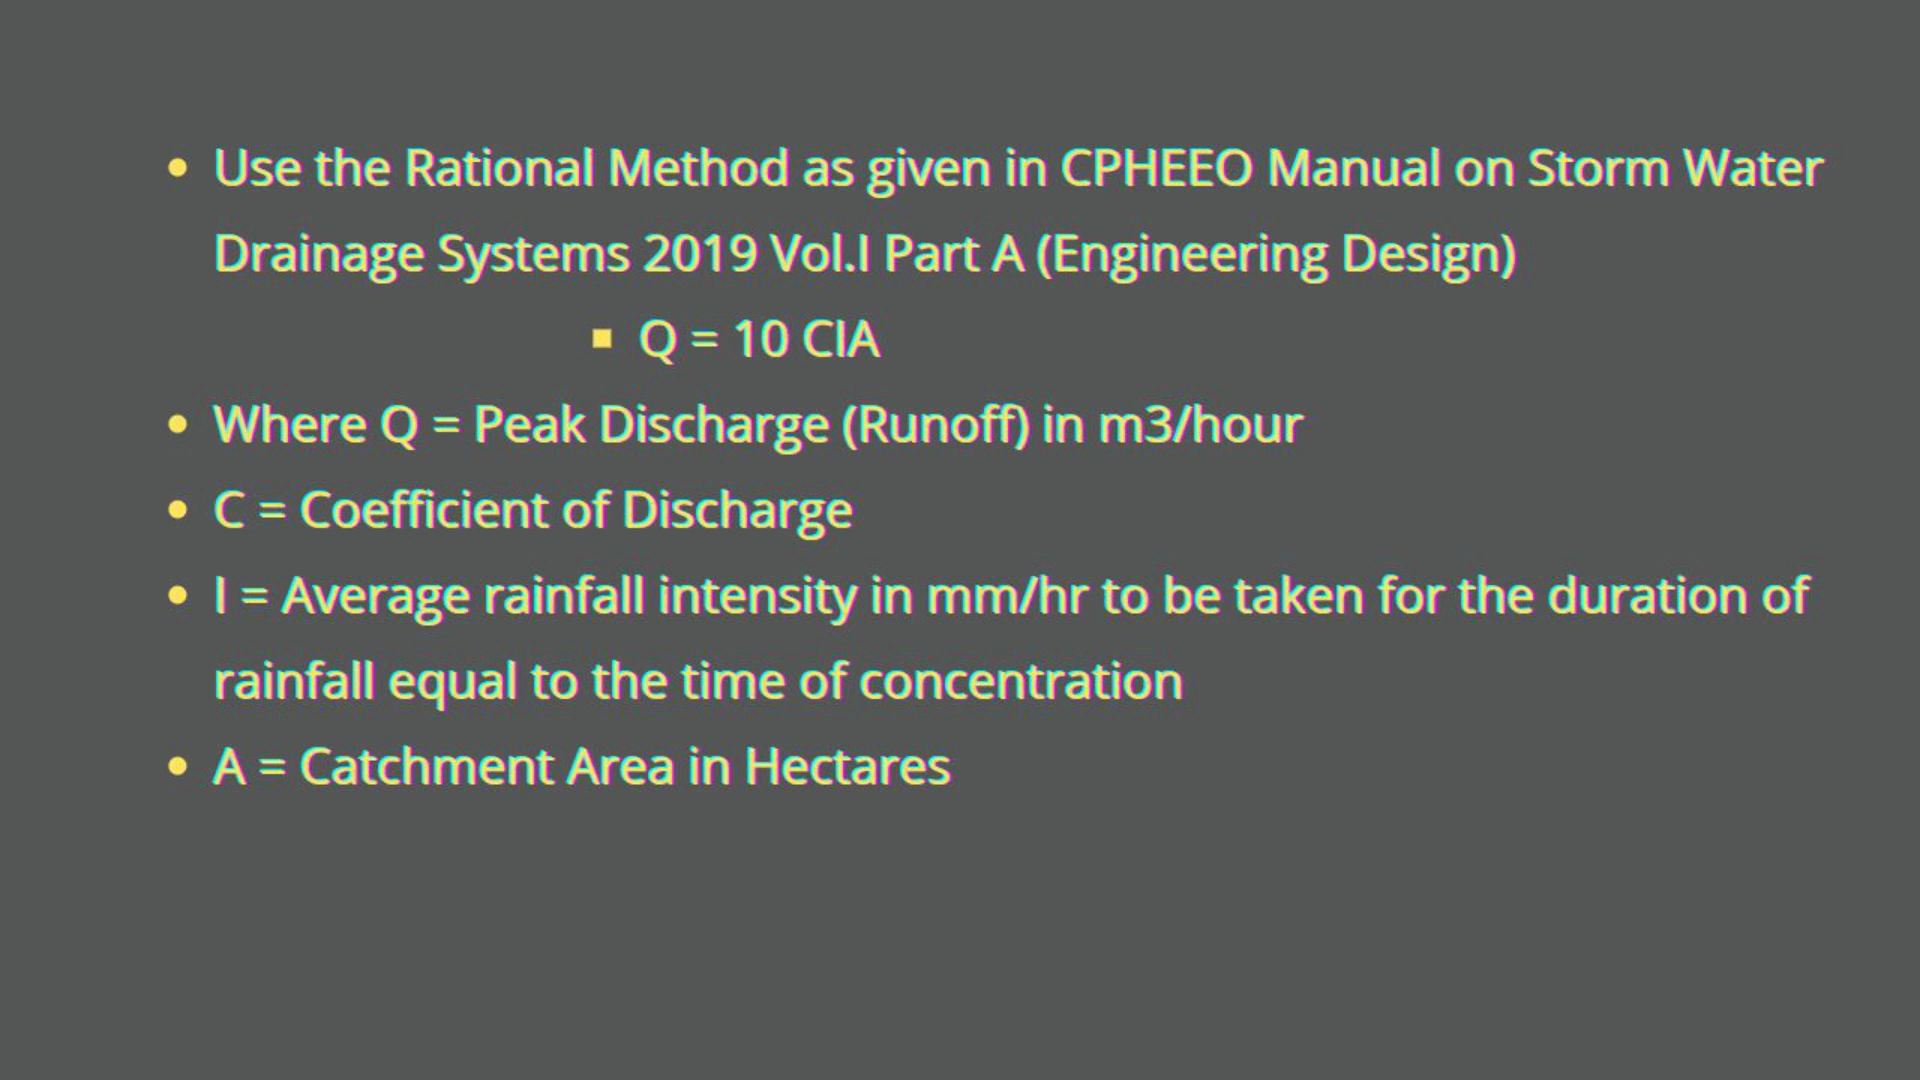 • Use the Rational Method as given in CPHEEO Manual on Storm Water
Drainage Systems 2019 Vol.I Part A (Engineering Design)
▪ Q = 10 CIA
• Where Q = Peak Discharge (Runoff) in m3/hour
• C = Coefficient of Discharge
• I = Average rainfall intensity in mm/hr to be taken for the duration of
rainfall equal to the time of concentration
• A = Catchment Area in Hectares